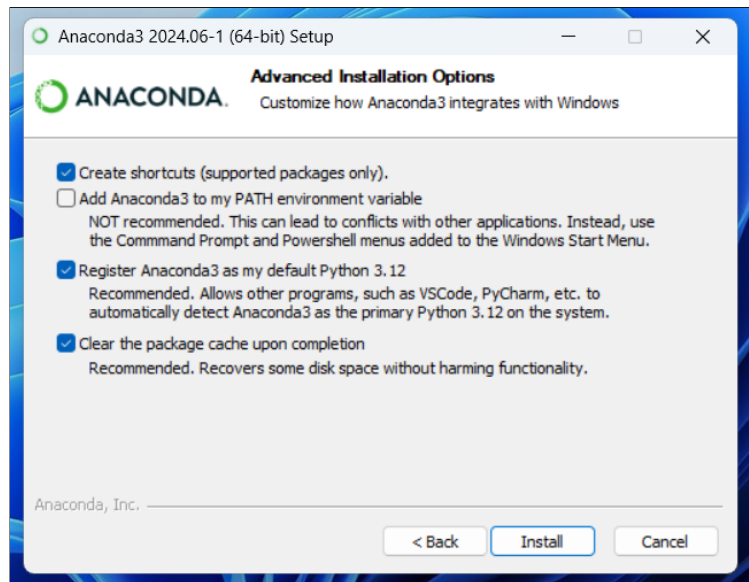 Anaconda3 2024.06-1 (64-bit) Setup
ANACONDA.
Advanced Installation Options
Customize how Anaconda3 integrates with Windows
Create shortcuts (supported packages only).
Add Anaconda3 to my PATH environment variable
NOT recommended. This can lead to conflicts with other applications. Instead, use
the Commmand Prompt and Powershell menus added to the Windows Start Menu.
Register Anaconda3 as my default Python 3.12
Recommended. Allows other programs, such as VSCode, PyCharm, etc. to
automatically detect Anaconda3 as the primary Python 3.12 on the system.
Clear the package cache upon completion
Recommended. Recovers some disk space without harming functionality.
Anaconda, Inc.
< Back
Install
Cancel